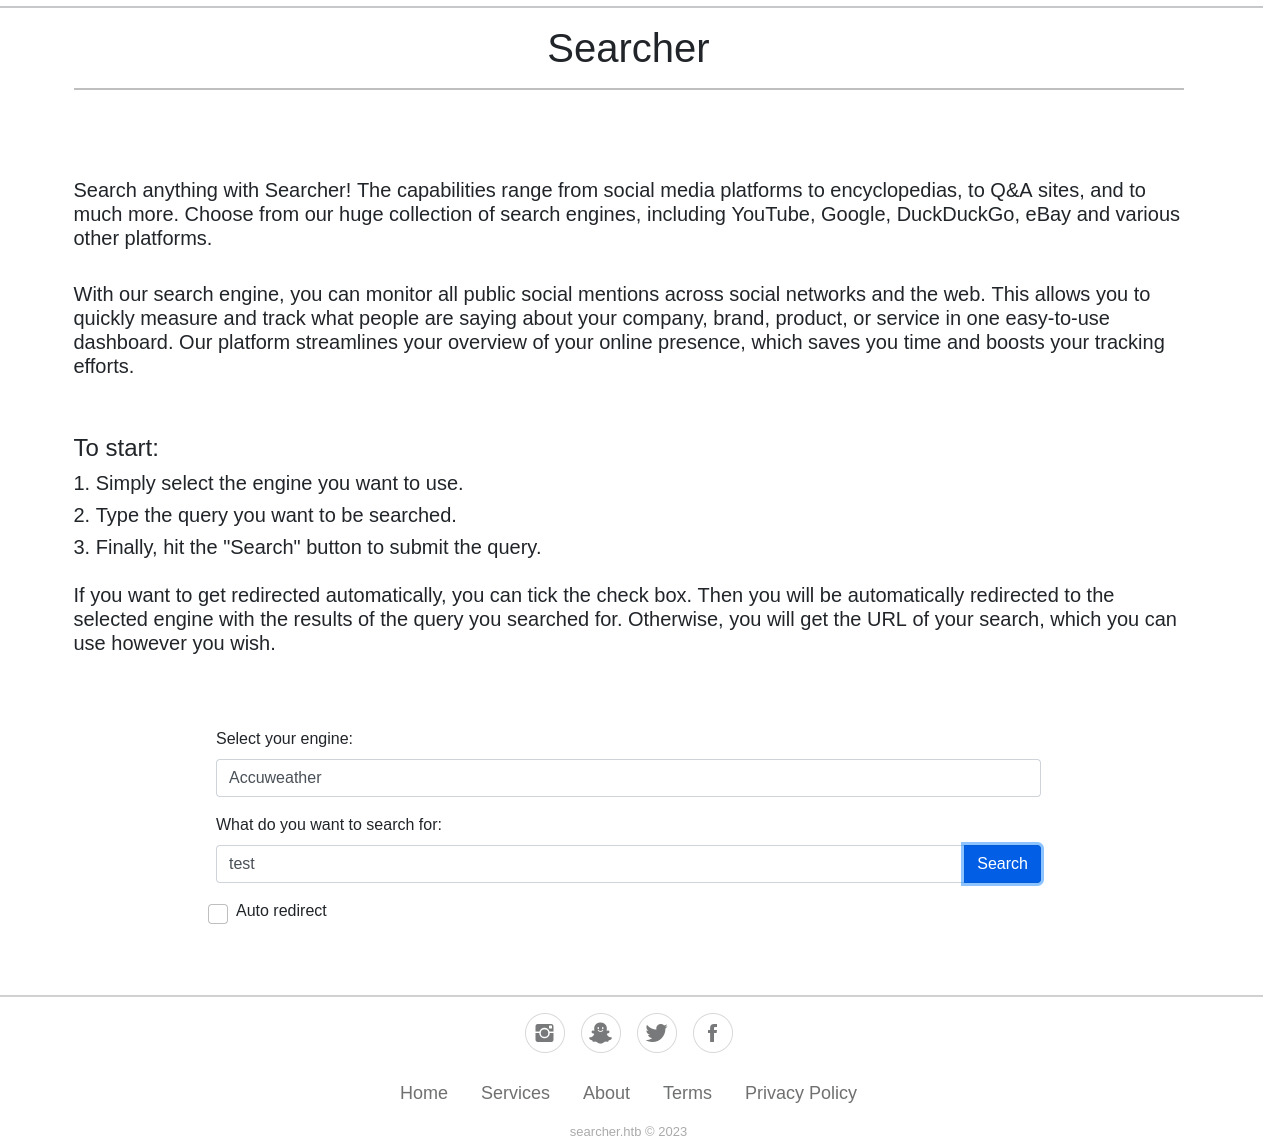 Searcher
Search anything with Searcher! The capabilities range from social media platforms to encyclopedias, to Q&A sites, and to
much more. Choose from our huge collection of search engines, including YouTube, Google, DuckDuckGo, eBay and various
other platforms.
With our search engine, you can monitor all public social mentions across social networks and the web. This allows you to
quickly measure and track what people are saying about your company, brand, product, or service in one easy-to-use
dashboard. Our platform streamlines your overview of your online presence, which saves you time and boosts your tracking
efforts.
To start:
1. Simply select the engine you want to use.
2. Type the query you want to be searched.
3. Finally, hit the "Search" button to submit the query.
If you want to get redirected automatically, you can tick the check box. Then you will be automatically redirected to the
selected engine with the results of the query you searched for. Otherwise, you will get the URL of your search, which you can
use however you wish.
Select your engine:
Accuweather
What do you want to search for:
test Search
Auto redirect
Home Services About Terms Privacy Policy
searcher.htb © 2023